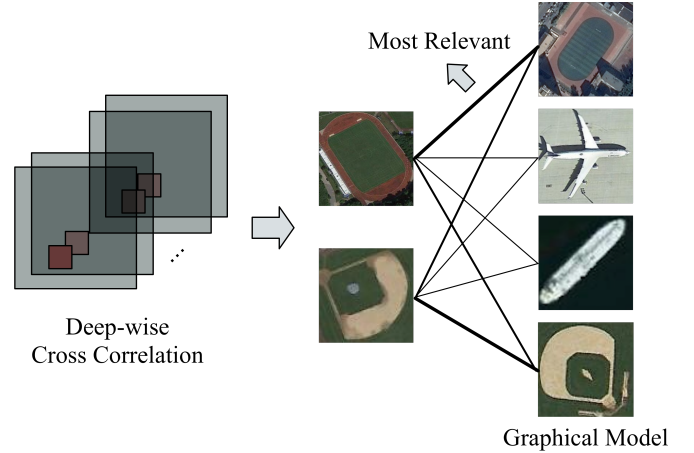 Most Relevant
Deep-wise
Cross Correlation
...
Graphical Model